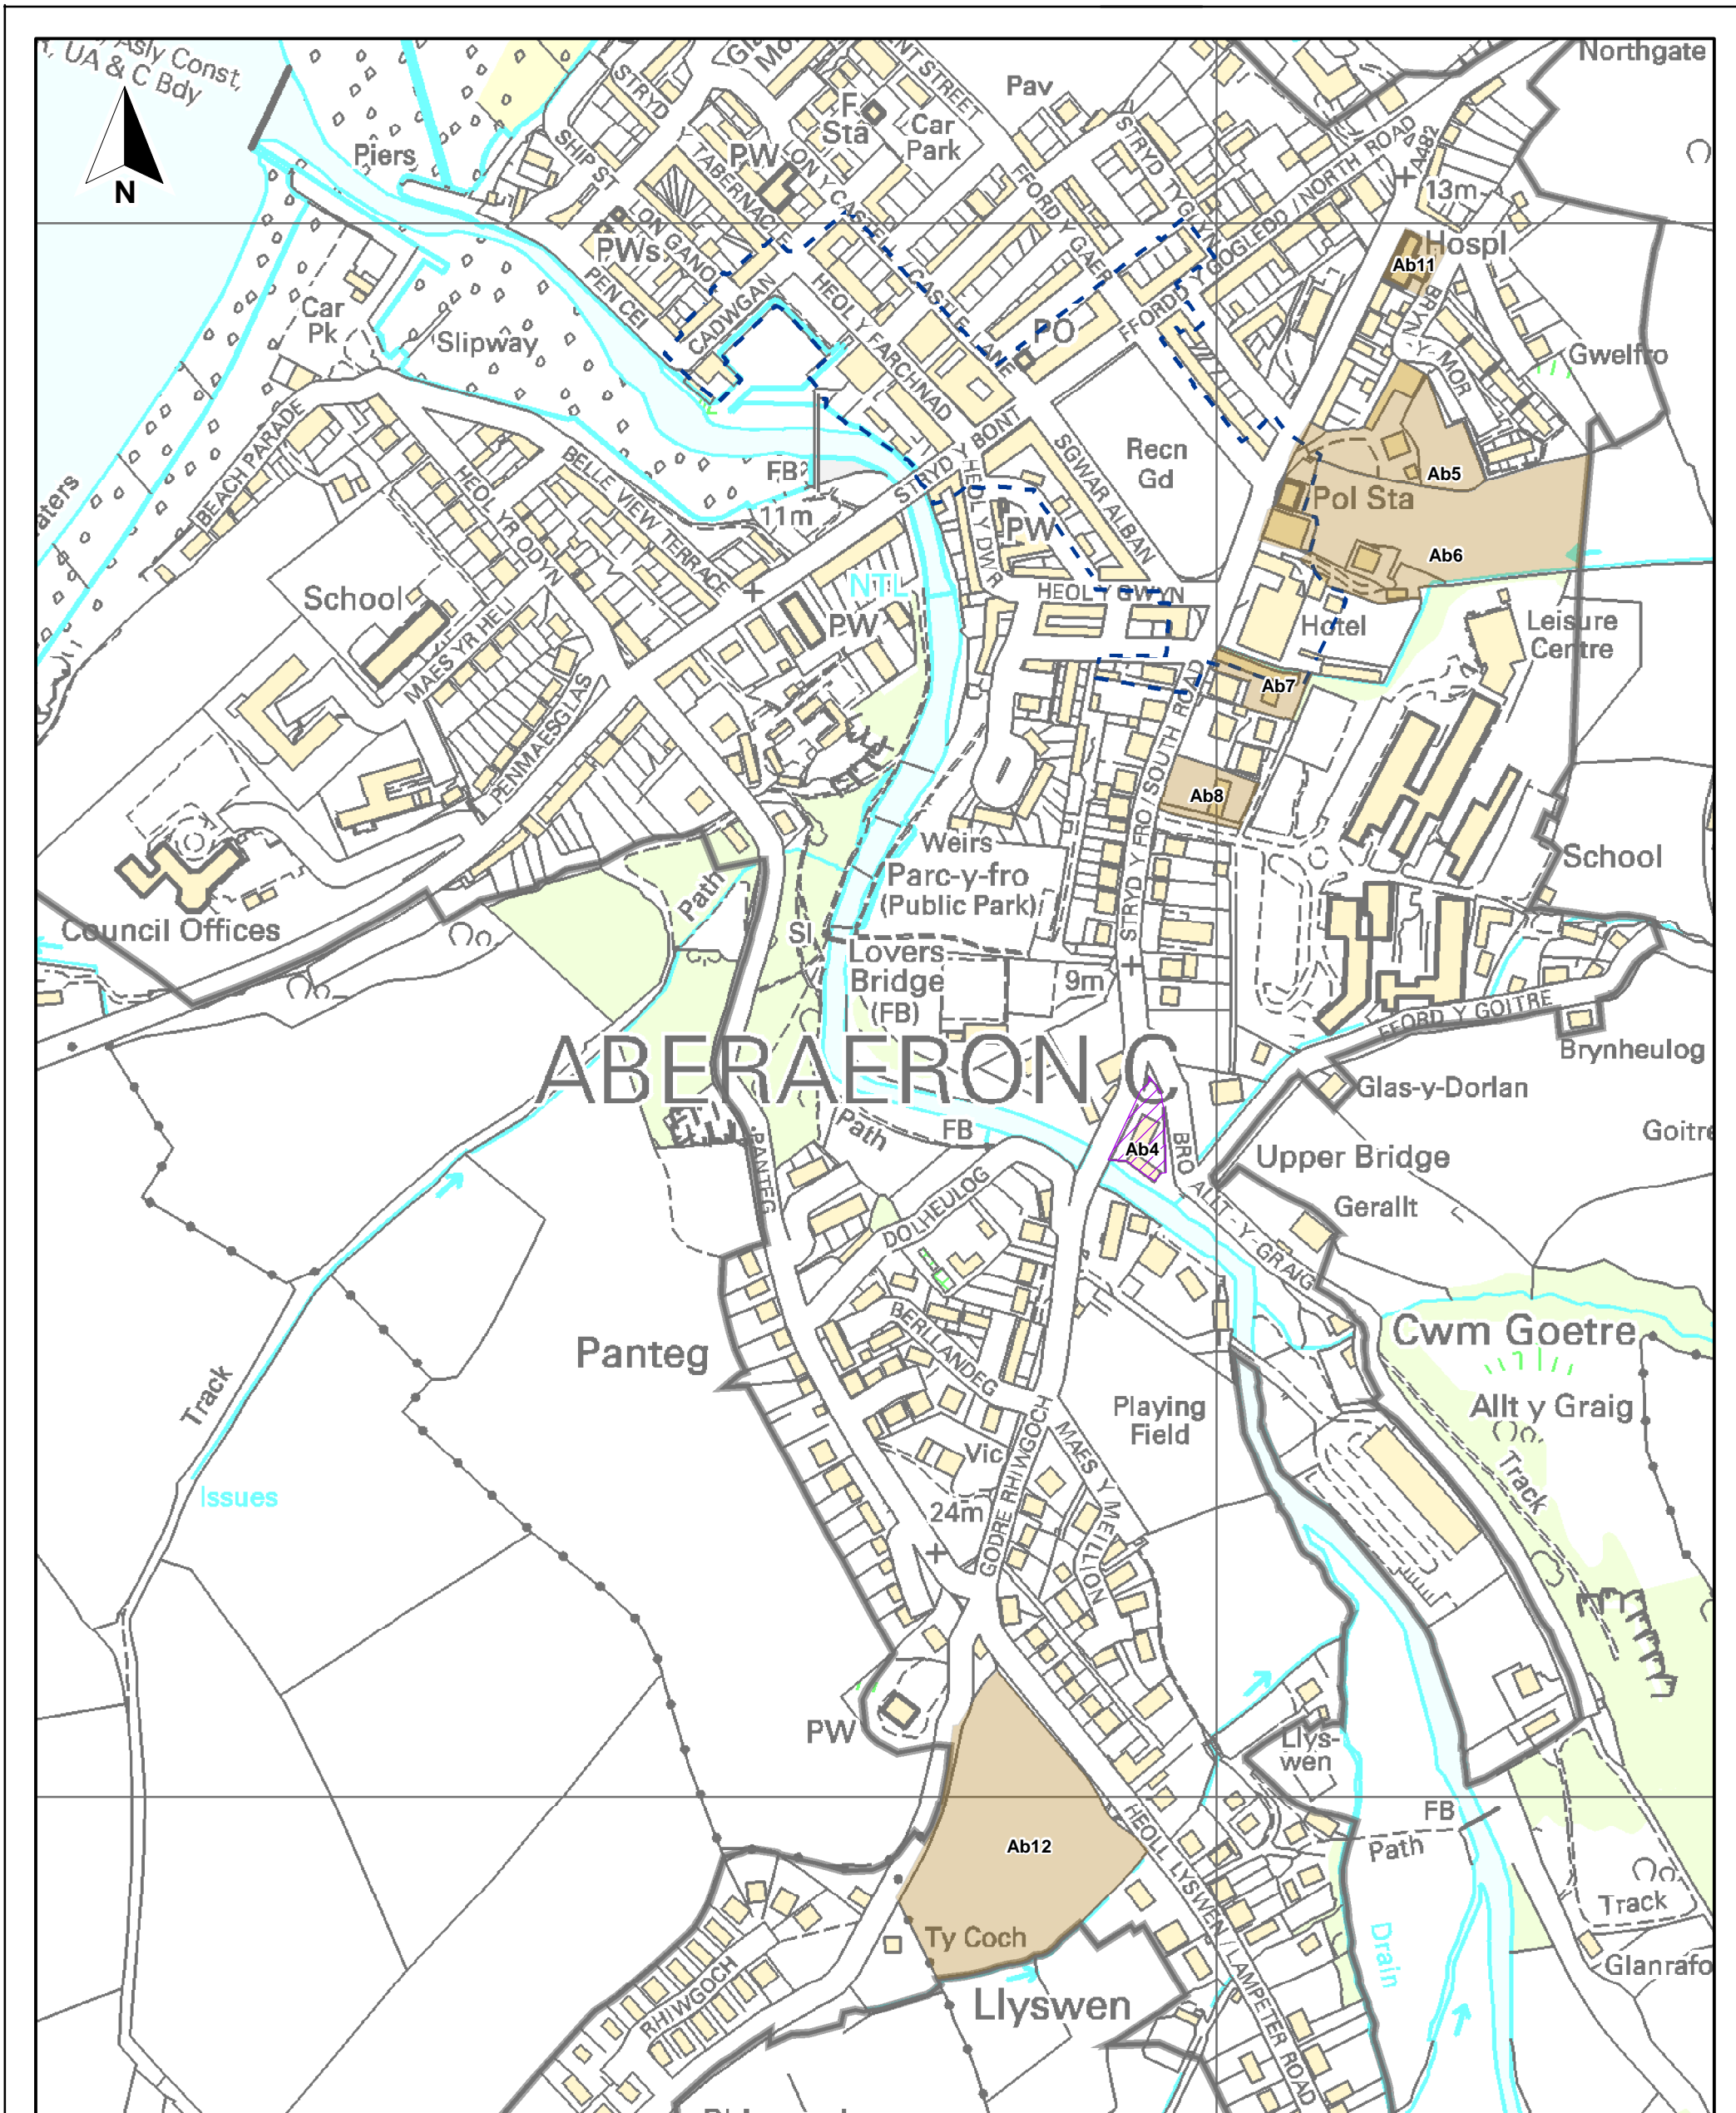 Asly Const,
UA & C Bdy
N
Piers
Car
Pk
Slipway
SHIP ST
STRYD
TABERNACLE
PW
LON Y CASTELL
F
Sta
Car
Park
Pav
Northgate
A482
13m
Hospl
Ab11
BRYN-Y-MOR
Gwelfro
PWs
PEN CEI
CADWGAN
HEOL Y FARCHNAD
CASTLE LANE
FFORDD Y GAER
FFORDD Y GOGLEDD / NORTH ROAD
PO
Recn
Gd
Ab5
Pol Sta
Ab6
BEACH PARADE
HEOL YR ODYN
BELLE VIEW TERRACE
FB
11m
STRYD Y BONT
HEOL Y DWR
PW
SGWAR ALBAN
NTL
HEOL Y GWYN
School
MAES YR HELI
PENMAESGLAS
PW
Hotel
Leisure
Centre
Ab7
Ab8
STRYD Y FRO / SOUTH ROAD
Weirs
Parc-y-fro
(Public Park)
School
Council Offices
Path
Sl
Lovers
Bridge
(FB)
9m
FFORD Y GOITRE
Brynheulog
ABERAERON C
Glas-y-Dorlan
Goitre
Path
FB
Ab4
BRO
Upper Bridge
PANTEG
DOLHEULOG
ALLT-Y-GRAIG
Gerallt
BERLLANDEG
Panteg
Cwm Goetre
Allt y Graig
Playing
Field
Track
Issues
Vic
GODRE RHIWGOCH
MAES Y MEILLION
24m
Track
PW
Llys-
wen
FB
Path
Ab12
HEOLL LLYSWEN / LAMPETER ROAD
Track
Ty Coch
Drain
Glanrafo
RHIWGOCH
Llyswen